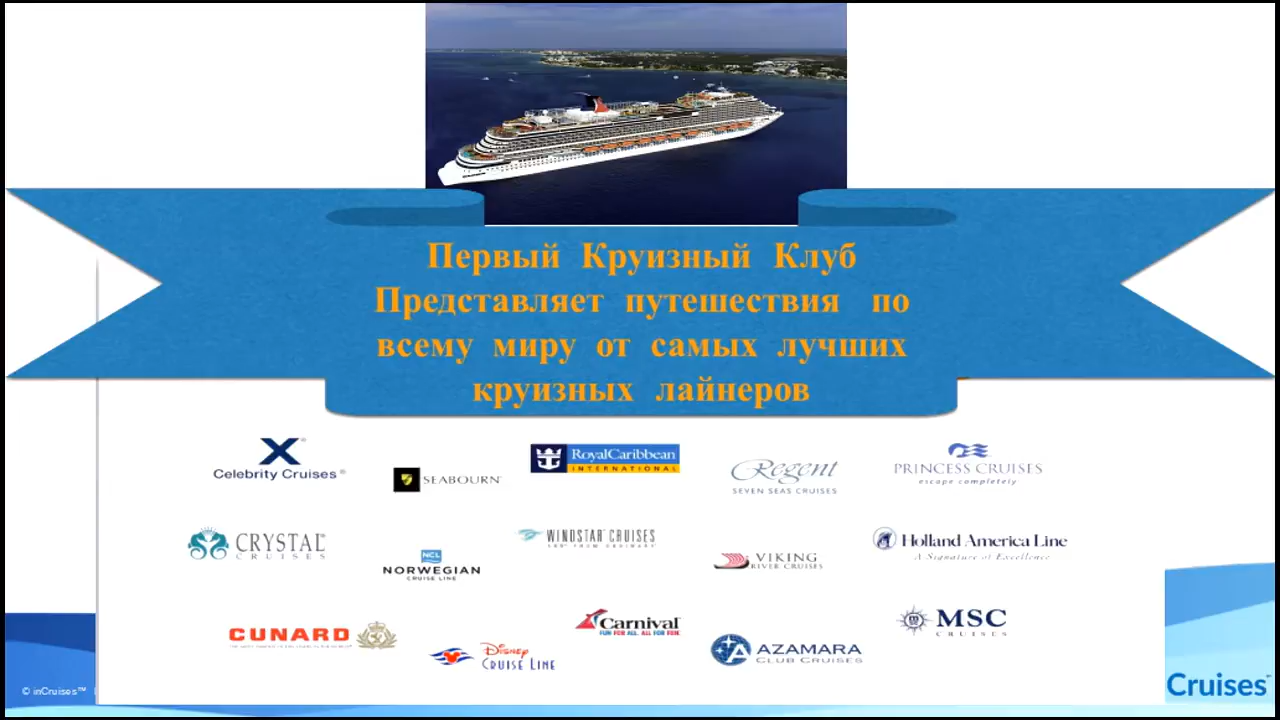 Первый Круизный Клуб
Представляет путешествия по
всему миру от самых лучших
круизных лайнеров
X
Celebrity Cruises®
SEABOURN
RoyalCaribbean
INTERNATIONAL
Regent
SEVEN SEAS CRUISES
PRINCESS CRUISES
escape completely
CRYSTAL
CRUISES
NCL
NORWEGIAN
CRUISE LINE
WINDSTAR CRUISES
VIKING
RIVER CRUISES
Holland America Line
A Signature of Excellence
CUNARD
Disney
CRUISE LINE
Carnival
FUN FOR ALL. ALL FOR FUN.
AZAMARA
CLUB CRUISES
MSC
CRUISES
© inCruises™
Cruises™